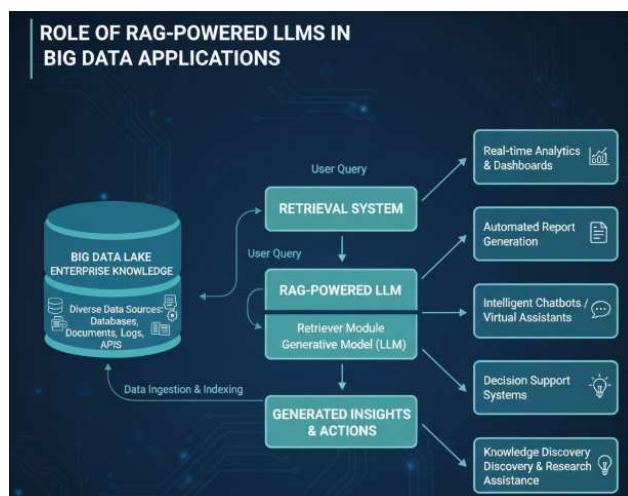 ROLE OF RAG-POWERED LLMS IN
BIG DATA APPLICATIONS
User Query
RETRIEVAL SYSTEM
User Query
RAG-POWERED LLM
Retriever Module
Generative Model (LLM)
GENERATED INSIGHTS
& ACTIONS
BIG DATA LAKE
ENTERPRISE KNOWLEDGE
Diverse Data Sources:
Databases,
Documents, Logs,
APIS
Data Ingestion & Indexing
Real-time Analytics
& Dashboards
Automated Report
Generation
Intelligent Chatbots /
Virtual Assistants
Decision Support
Systems
Knowledge Discovery
Discovery & Research
Assistance